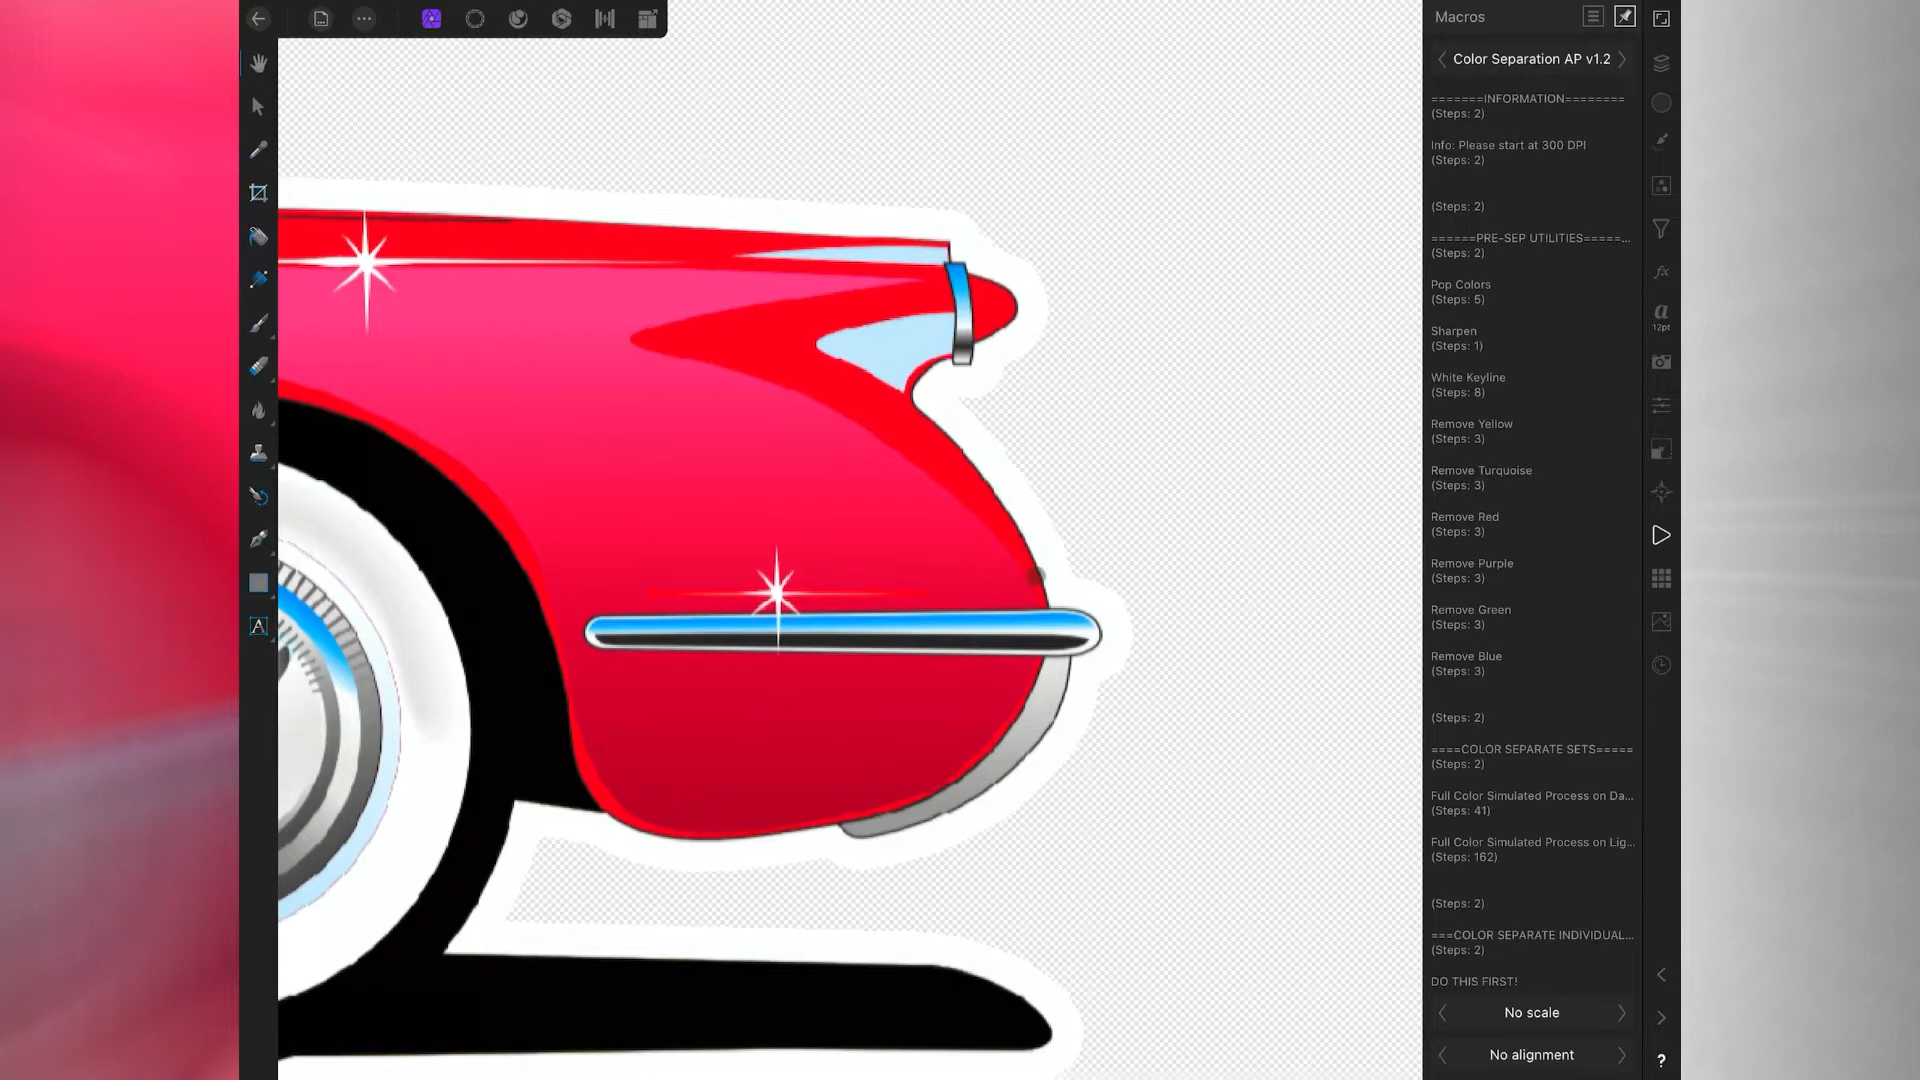 Macros
Color Separation AP v1.2
=======INFORMATION========
(Steps: 2)
Info: Please start at 300 DPI
(Steps: 2)
(Steps: 2)
======PRE-SEP UTILITIES=====...
(Steps: 2)
Pop Colors
(Steps: 5)
Sharpen
(Steps: 1)
White Keyline
(Steps: 8)
Remove Yellow
(Steps: 3)
Remove Turquoise
(Steps: 3)
Remove Red
(Steps: 3)
Remove Purple
(Steps: 3)
Remove Green
(Steps: 3)
Remove Blue
(Steps: 3)
(Steps: 2)
====COLOR SEPARATE SETS=====
(Steps: 2)
Full Color Simulated Process on Da...
(Steps: 41)
Full Color Simulated Process on Lig...
(Steps: 162)
(Steps: 2)
===COLOR SEPARATE INDIVIDUAL...
(Steps: 2)
DO THIS FIRST!
No scale
No alignment
A
fx
a
12pt
?